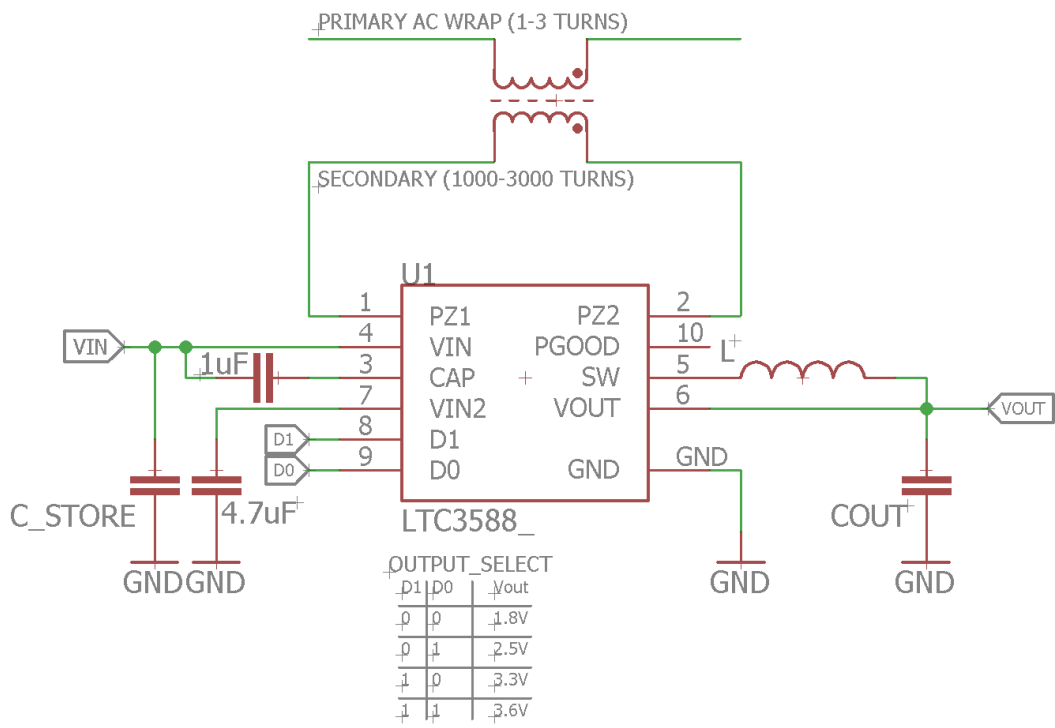 PRIMARY AC WRAP (1-3 TURNS)
SECONDARY (1000-3000 TURNS)
U1
1 PZ1 PZ2 2
VIN 4 VIN PGOOD 10
1uF 3 CAP SW 5 L
7 VIN2 VOUT 6 VOUT
D1 8 D1
D0 9 D0 GND GND
C_STORE 4.7uF LTC3588_ COUT
GND GND GND GND
OUTPUT_SELECT
D1 D0 Vout
0 0 1.8V
0 1 2.5V
1 0 3.3V
1 1 3.6V